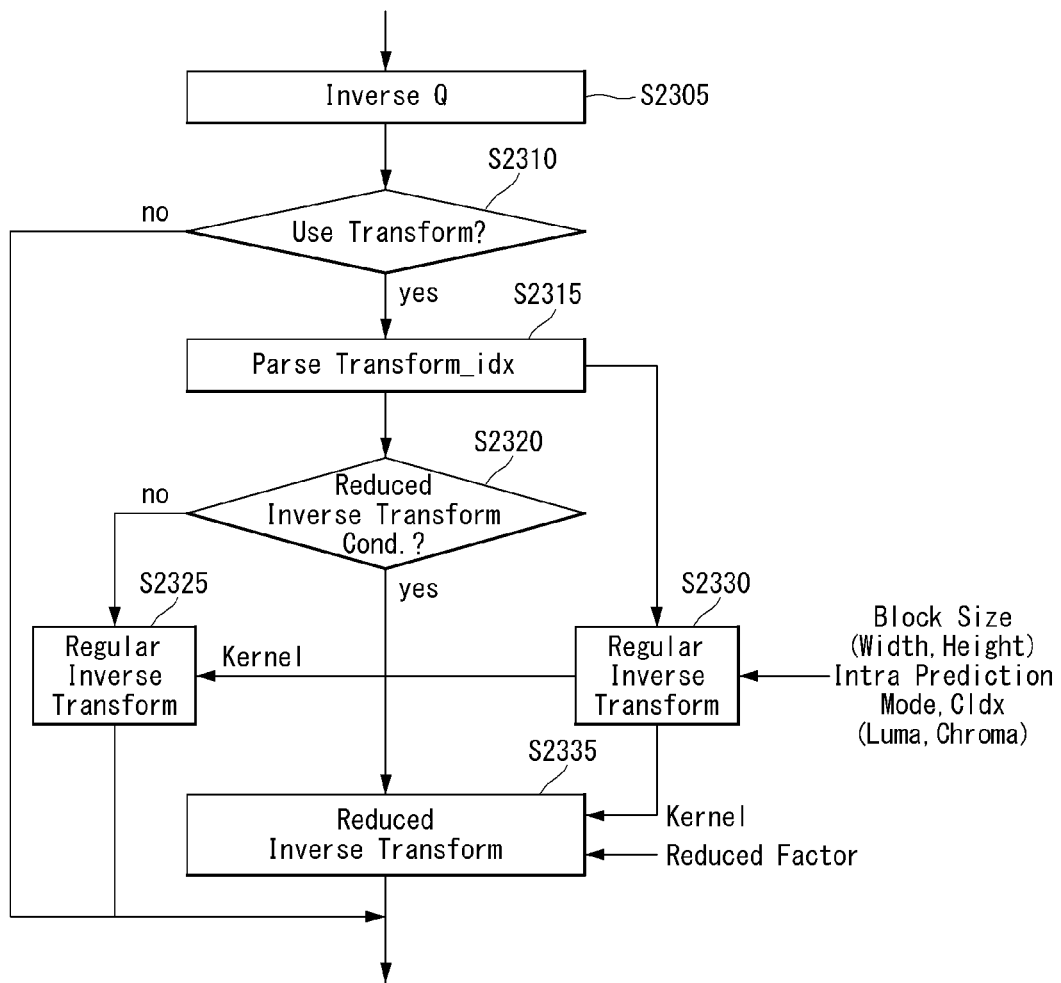 Inverse Q
S2305
S2310
no
Use Transform?
yes
S2315
Parse Transform_idx
S2320
no
Reduced
Inverse Transform
Cond.?
yes
S2325
Regular
Inverse
Transform
Kernel
S2330
Regular
Inverse
Transform
Block Size
(Width,Height)
Intra Prediction
Mode,CIdx
(Luma,Chroma)
S2335
Reduced
Inverse Transform
Kernel
Reduced Factor